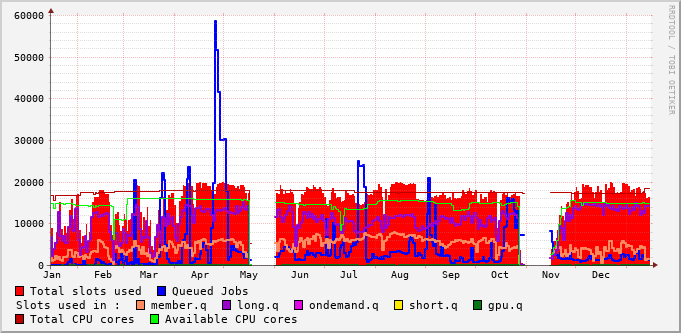 60000
50000
40000
30000
20000
10000
0
Jan Feb Mar Apr May Jun Jul Aug Sep Oct Nov Dec
Total slots used Queued Jobs
Slots used in : member.q long.q ondemand.q short.q gpu.q
Total CPU cores Available CPU cores
RRDTOOL / TOBI OETIKER